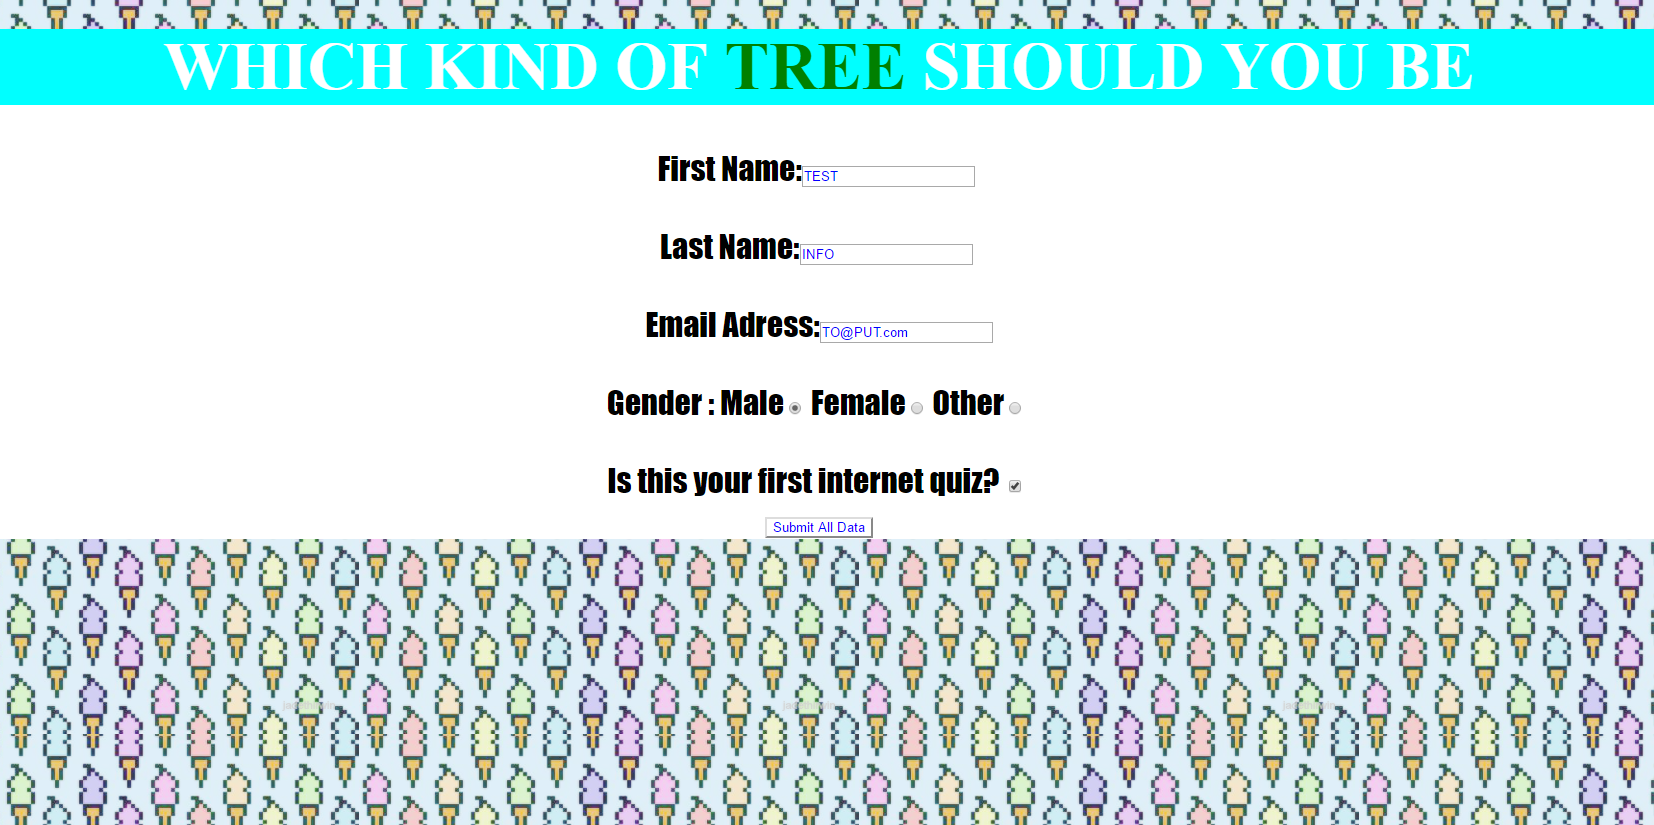 WHICH KIND OF TREE SHOULD YOU BE
First Name: TEST
Last Name: INFO
Email Adress: TO@PUT.com
Gender : Male Female Other
Is this your first internet quiz?
Submit All Data